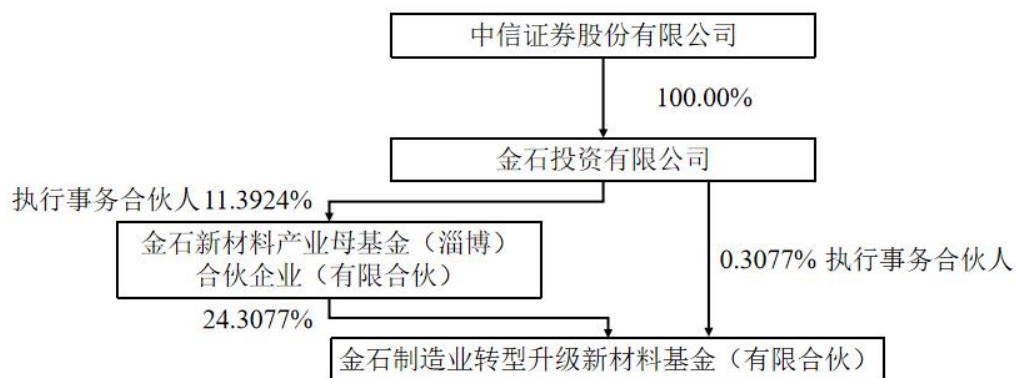 中信证券股份有限公司
100.00%
金石投资有限公司
执行事务合伙人11.3924%
金石新材料产业母基金（淄博）
合伙企业（有限合伙）
0.3077% 执行事务合伙人
24.3077%
金石制造业转型升级新材料基金（有限合伙）